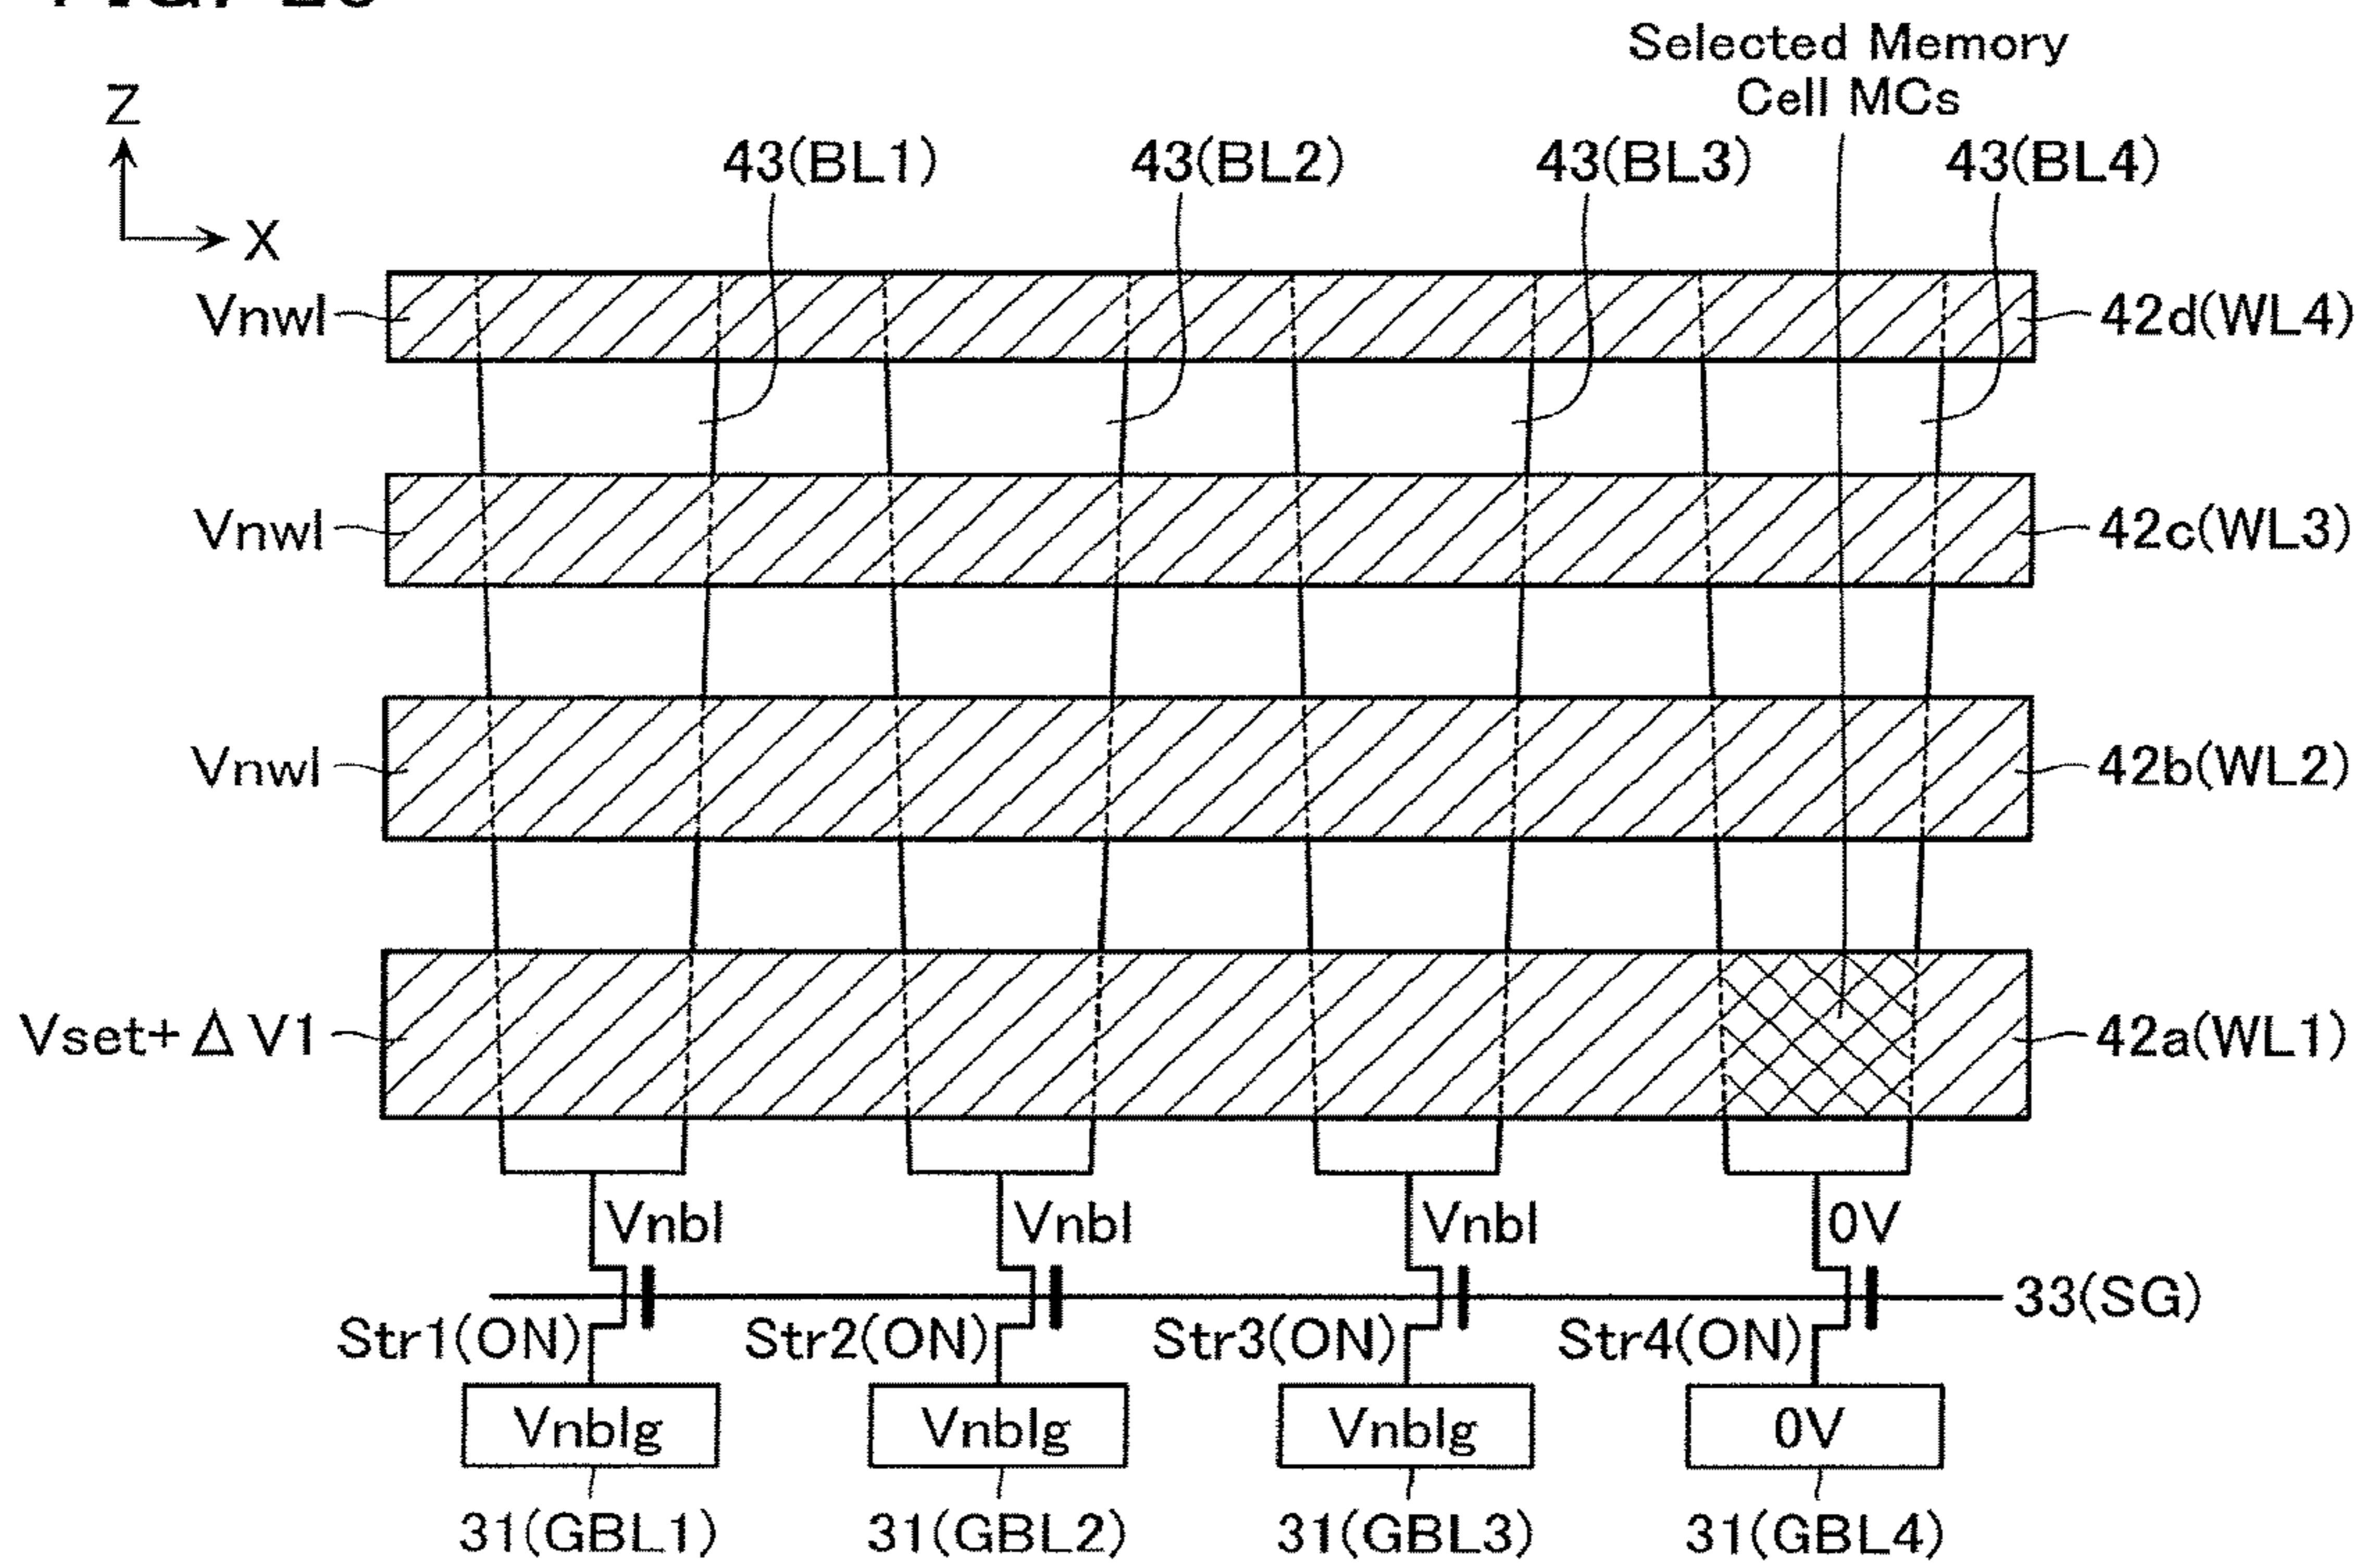 Selected Memory
Cell MCs
Z
X
43(BL1) 43(BL2) 43(BL3) 43(BL4)
Vnwl 42d(WL4)
Vnwl 42c(WL3)
Vnwl 42b(WL2)
Vset+ΔV1 42a(WL1)
Vnbl Vnbl Vnbl 0V
33(SG)
Str1(ON) Str2(ON) Str3(ON) Str4(ON)
Vnblg Vnblg Vnblg 0V
31(GBL1) 31(GBL2) 31(GBL3) 31(GBL4)